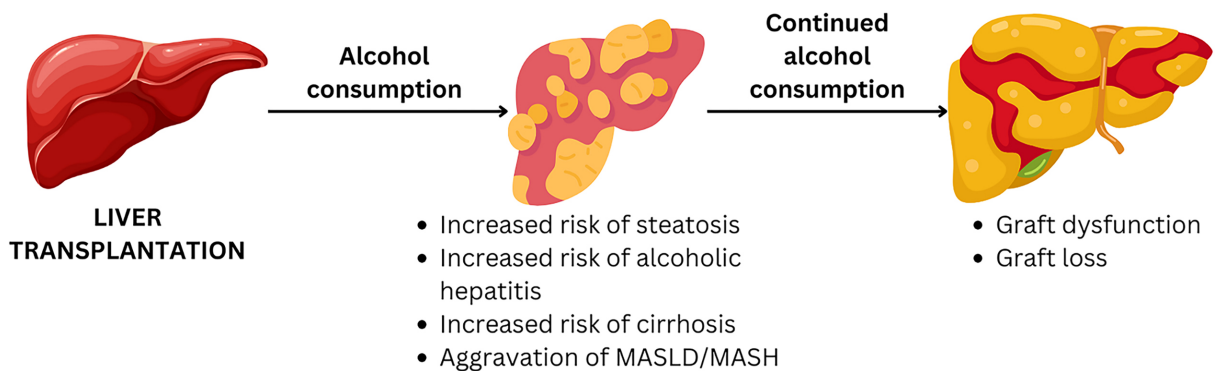 LIVER
TRANSPLANTATION
Alcohol
consumption
• Increased risk of steatosis
• Increased risk of alcoholic
hepatitis
• Increased risk of cirrhosis
• Aggravation of MASLD/MASH
Continued
alcohol
consumption
• Graft dysfunction
• Graft loss